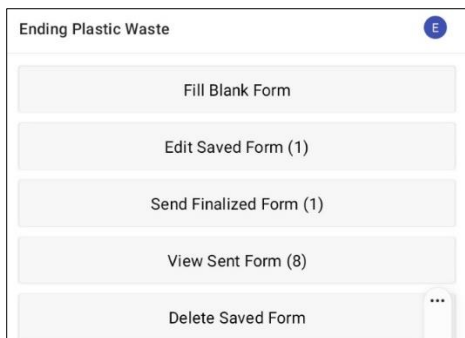 Ending Plastic Waste
E
Fill Blank Form
Edit Saved Form (1)
Send Finalized Form (1)
View Sent Form (8)
Delete Saved Form